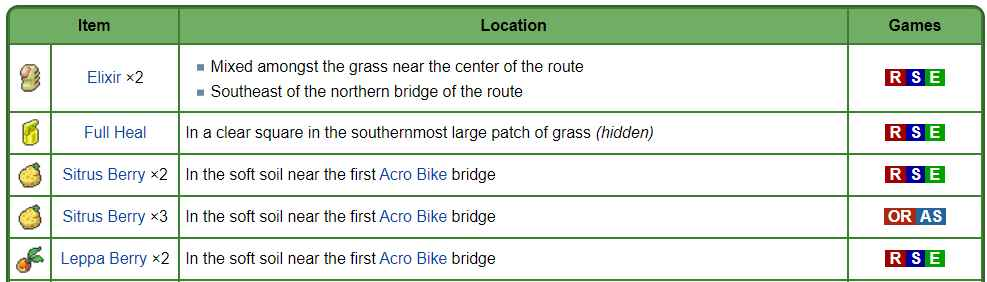 Item Location Games
Elixir ×2 Mixed amongst the grass near the center of the route R S E
Southeast of the northern bridge of the route
Full Heal In a clear square in the southernmost large patch of grass (hidden) R S E
Sitrus Berry ×2 In the soft soil near the first Acro Bike bridge R S E
Sitrus Berry ×3 In the soft soil near the first Acro Bike bridge OR AS
Leppa Berry ×2 In the soft soil near the first Acro Bike bridge R S E